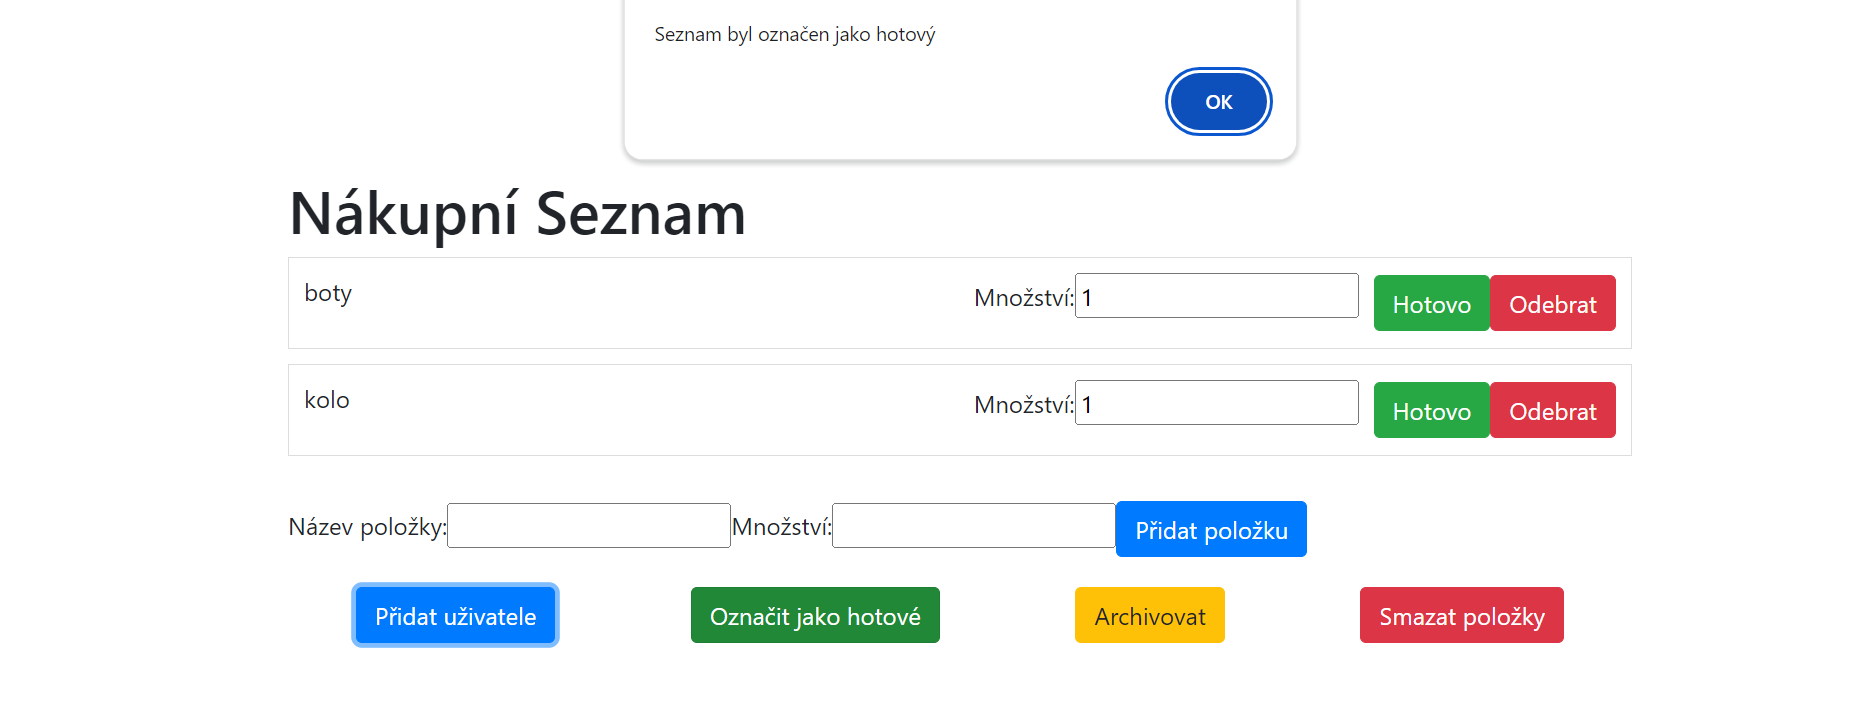 Seznam byl označen jako hotový
OK
Nákupní Seznam
boty Množství: 1 Hotovo Odebrat
kolo Množství: 1 Hotovo Odebrat
Název položky: Množství: Přidat položku
Přidat uživatele Označit jako hotové Archivovat Smazat položky